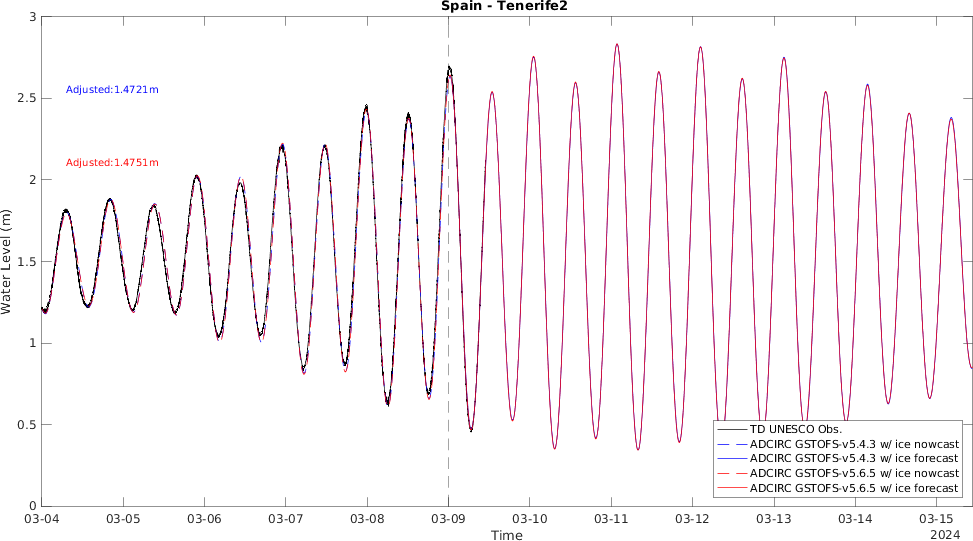 Spain - Tenerife2
3
2.5
2
1.5
1
0.5
0
Water Level (m)
Adjusted:1.4721m
Adjusted:1.4751m
TD UNESCO Obs.
ADCIRC GSTOFS-v5.4.3 w/ ice nowcast
ADCIRC GSTOFS-v5.4.3 w/ ice forecast
ADCIRC GSTOFS-v5.6.5 w/ ice nowcast
ADCIRC GSTOFS-v5.6.5 w/ ice forecast
03-04 03-05 03-06 03-07 03-08 03-09 03-10 03-11 03-12 03-13 03-14 03-15
Time 2024